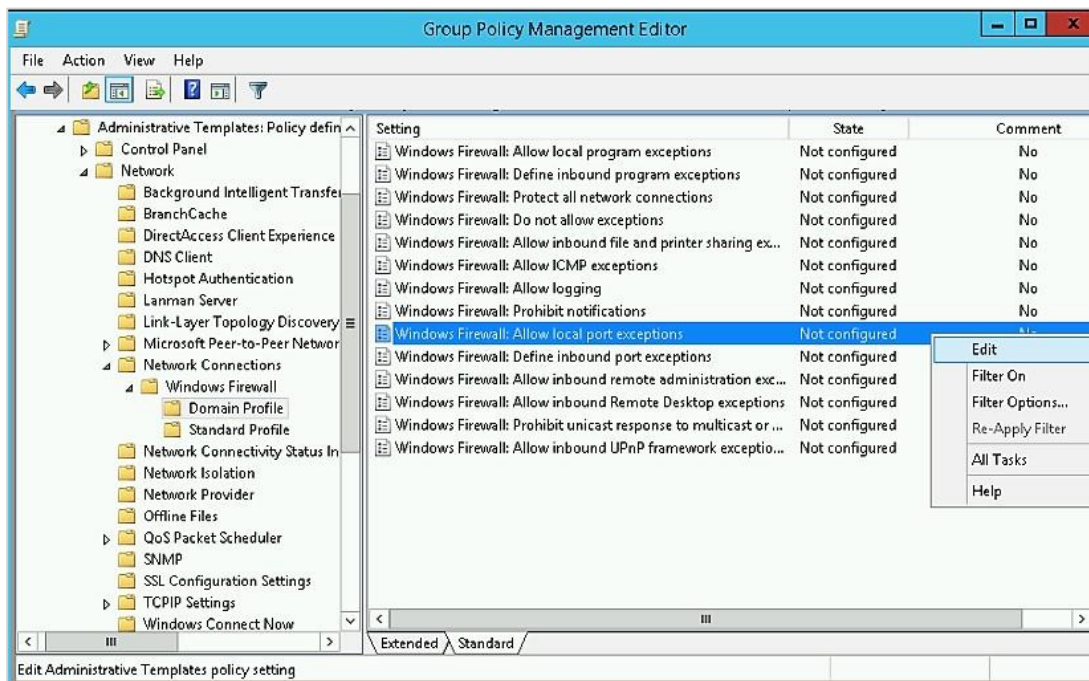 Group Policy Management Editor
File Action View Help
Administrative Templates: Policy defin
Control Panel
Network
Background Intelligent Transfer
BranchCache
DirectAccess Client Experience
DNS Client
Hotspot Authentication
Lanman Server
Link-Layer Topology Discovery
Microsoft Peer-to-Peer Networ
Network Connections
Windows Firewall
Domain Profile
Standard Profile
Network Connectivity Status In
Network Isolation
Network Provider
Offline Files
QoS Packet Scheduler
SNMP
SSL Configuration Settings
TCPIP Settings
Windows Connect Now
Setting State Comment
Windows Firewall: Allow local program exceptions Not configured No
Windows Firewall: Define inbound program exceptions Not configured No
Windows Firewall: Protect all network connections Not configured No
Windows Firewall: Do not allow exceptions Not configured No
Windows Firewall: Allow inbound file and printer sharing ex... Not configured No
Windows Firewall: Allow ICMP exceptions Not configured No
Windows Firewall: Allow logging Not configured No
Windows Firewall: Prohibit notifications Not configured No
Windows Firewall: Allow local port exceptions Not configured No
Windows Firewall: Define inbound port exceptions Not configured
Windows Firewall: Allow inbound remote administration exc... Not configured
Windows Firewall: Allow inbound Remote Desktop exceptions Not configured
Windows Firewall: Prohibit unicast response to multicast or ... Not configured
Windows Firewall: Allow inbound UPnP framework exceptio... Not configured
Edit
Filter On
Filter Options...
Re-Apply Filter
All Tasks
Help
Extended Standard
Edit Administrative Templates policy setting